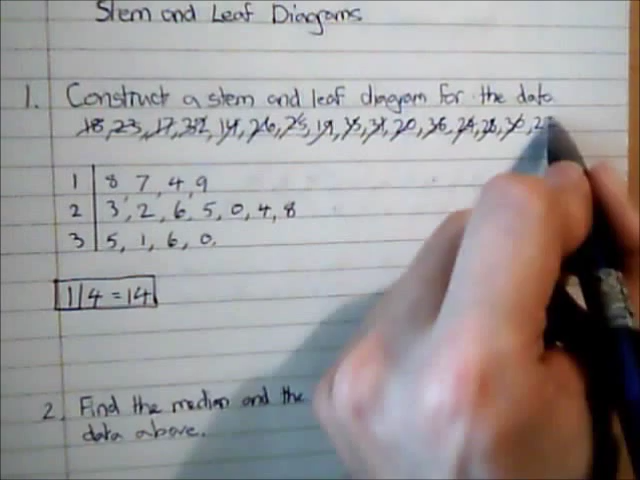 Stem and Leaf Diagrams
1. Construct a stem and leaf diagram for the data
18, 23, 17, 22, 14, 26, 25, 19, 35, 31, 20, 36, 24, 28, 30, 2
1 | 8 7, 4, 9
2 | 3, 2, 6, 5, 0, 4, 8
3 | 5, 1, 6, 0.
1|4 = 14
2. Find the median and the
data above.